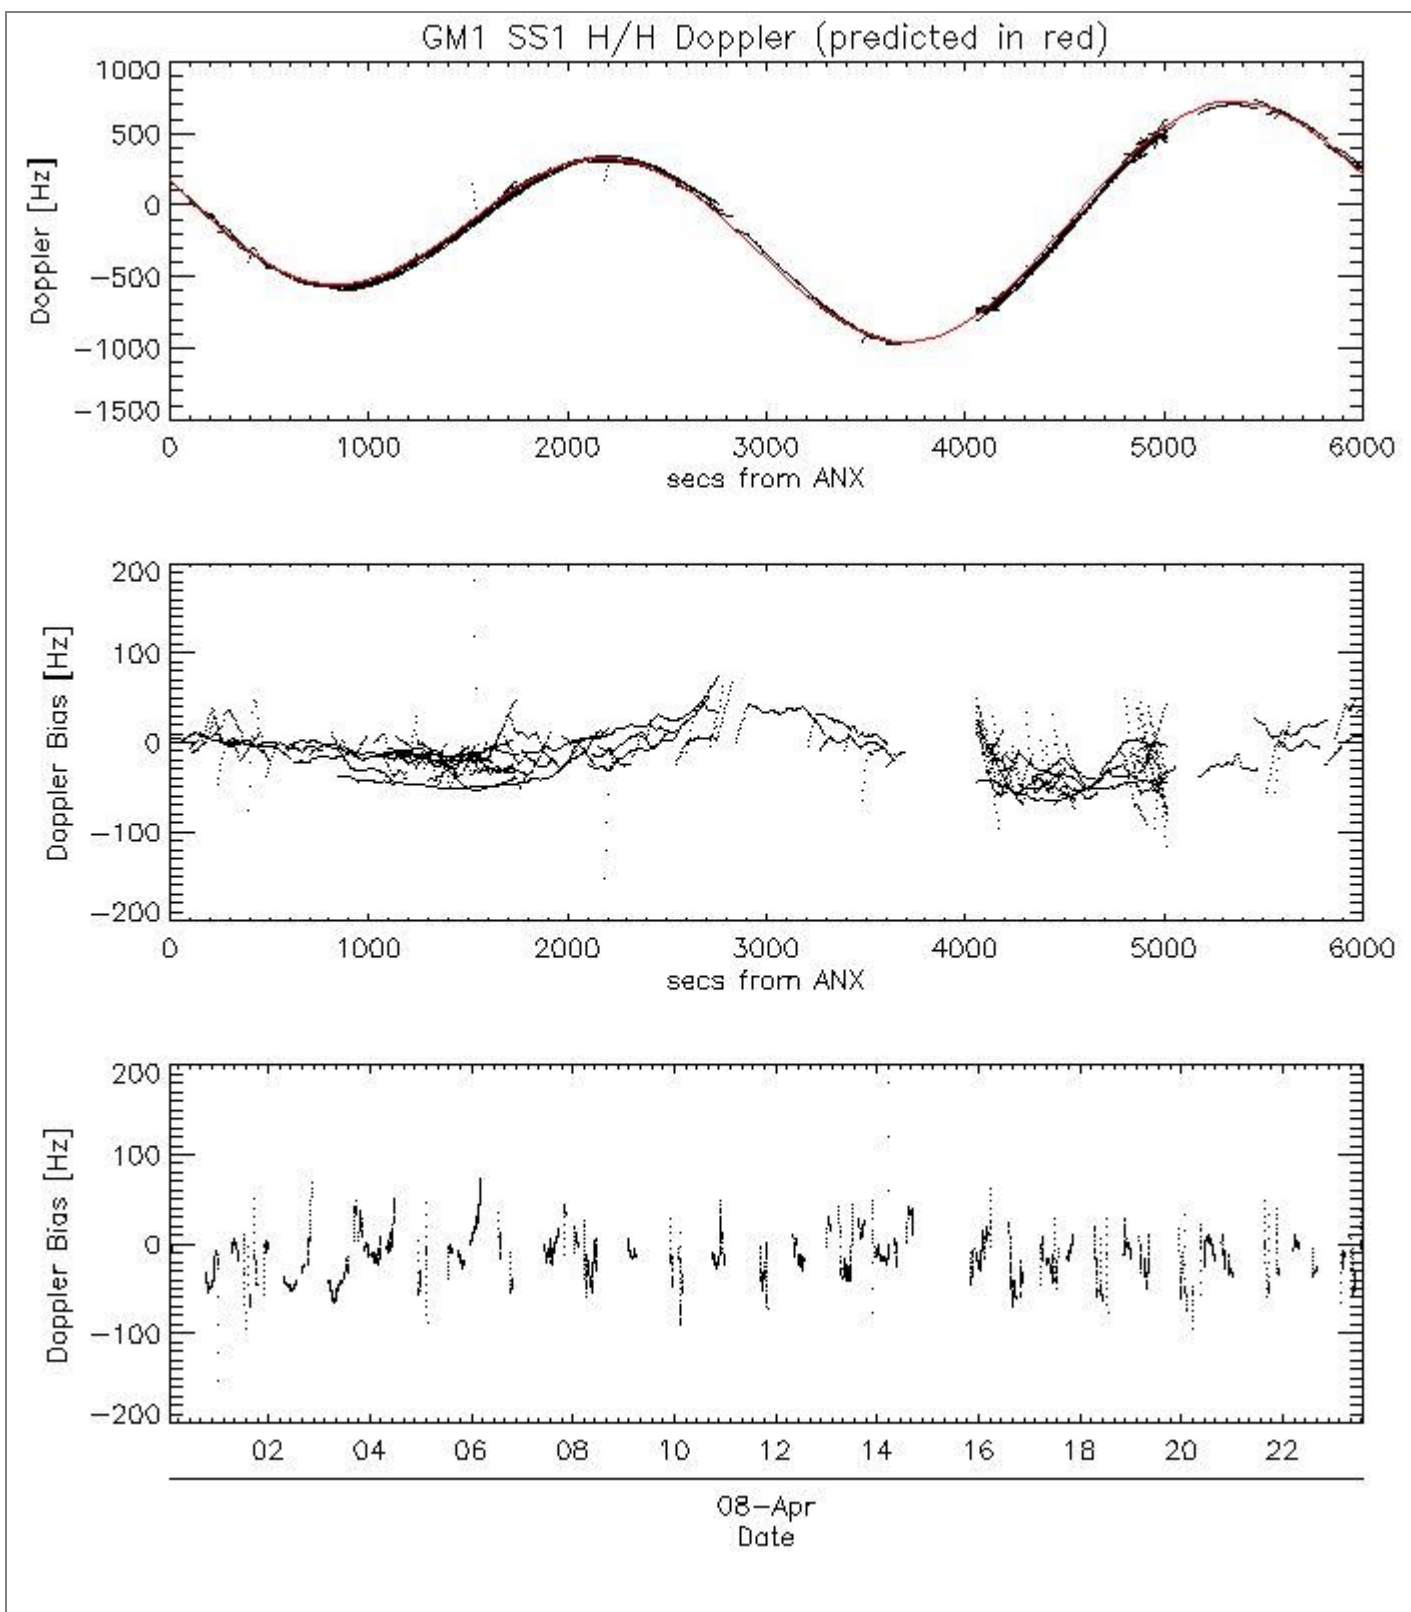 GM1 SS1 H/H Doppler (predicted in red)
1000
500
0
-500
-1000
-1500
Doppler [Hz]
0 1000 2000 3000 4000 5000 6000
secs from ANX
200
100
0
-100
-200
Doppler Bias [Hz]
0 1000 2000 3000 4000 5000 6000
secs from ANX
200
100
0
-100
-200
Doppler Bias [Hz]
02 04 06 08 10 12 14 16 18 20 22
08-Apr
Date